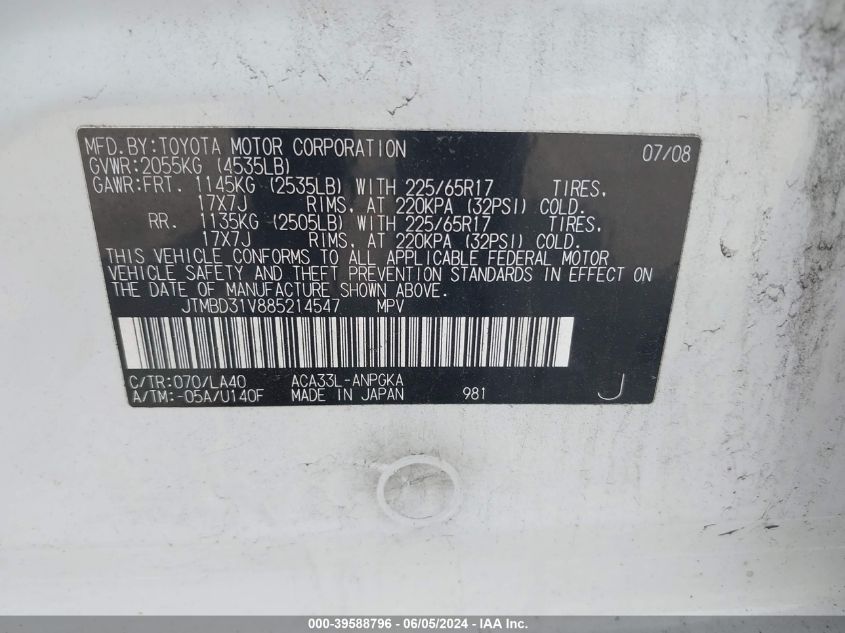 MFD.BY:TOYOTA MOTOR CORPORATION 07/08
GVWR:2055KG (4535LB)
GAWR:FRT. 1145KG (2535LB) WITH 225/65R17 TIRES,
17X7J RIMS, AT 220KPA (32PSI) COLD.
RR. 1135KG (2505LB) WITH 225/65R17 TIRES,
17X7J RIMS, AT 220KPA (32PSI) COLD.
THIS VEHICLE CONFORMS TO ALL APPLICABLE FEDERAL MOTOR
VEHICLE SAFETY AND THEFT PREVENTION STANDARDS IN EFFECT ON
THE DATE OF MANUFACTURE SHOWN ABOVE.
JTMBD31V885214547 MPV
C/TR:070/LA40 ACA33L-ANPGKA
A/TM:-05A/U140F MADE IN JAPAN 981 J
000-39588796 - 06/05/2024 - IAA, Inc.